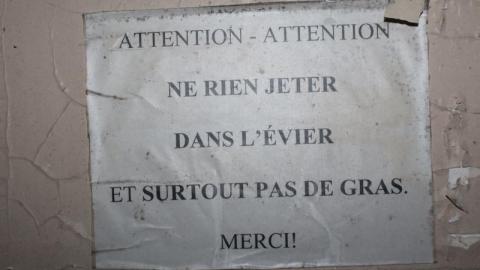 ATTENTION - ATTENTION
NE RIEN JETER
DANS L'ÉVIER
ET SURTOUT PAS DE GRAS.
MERCI!